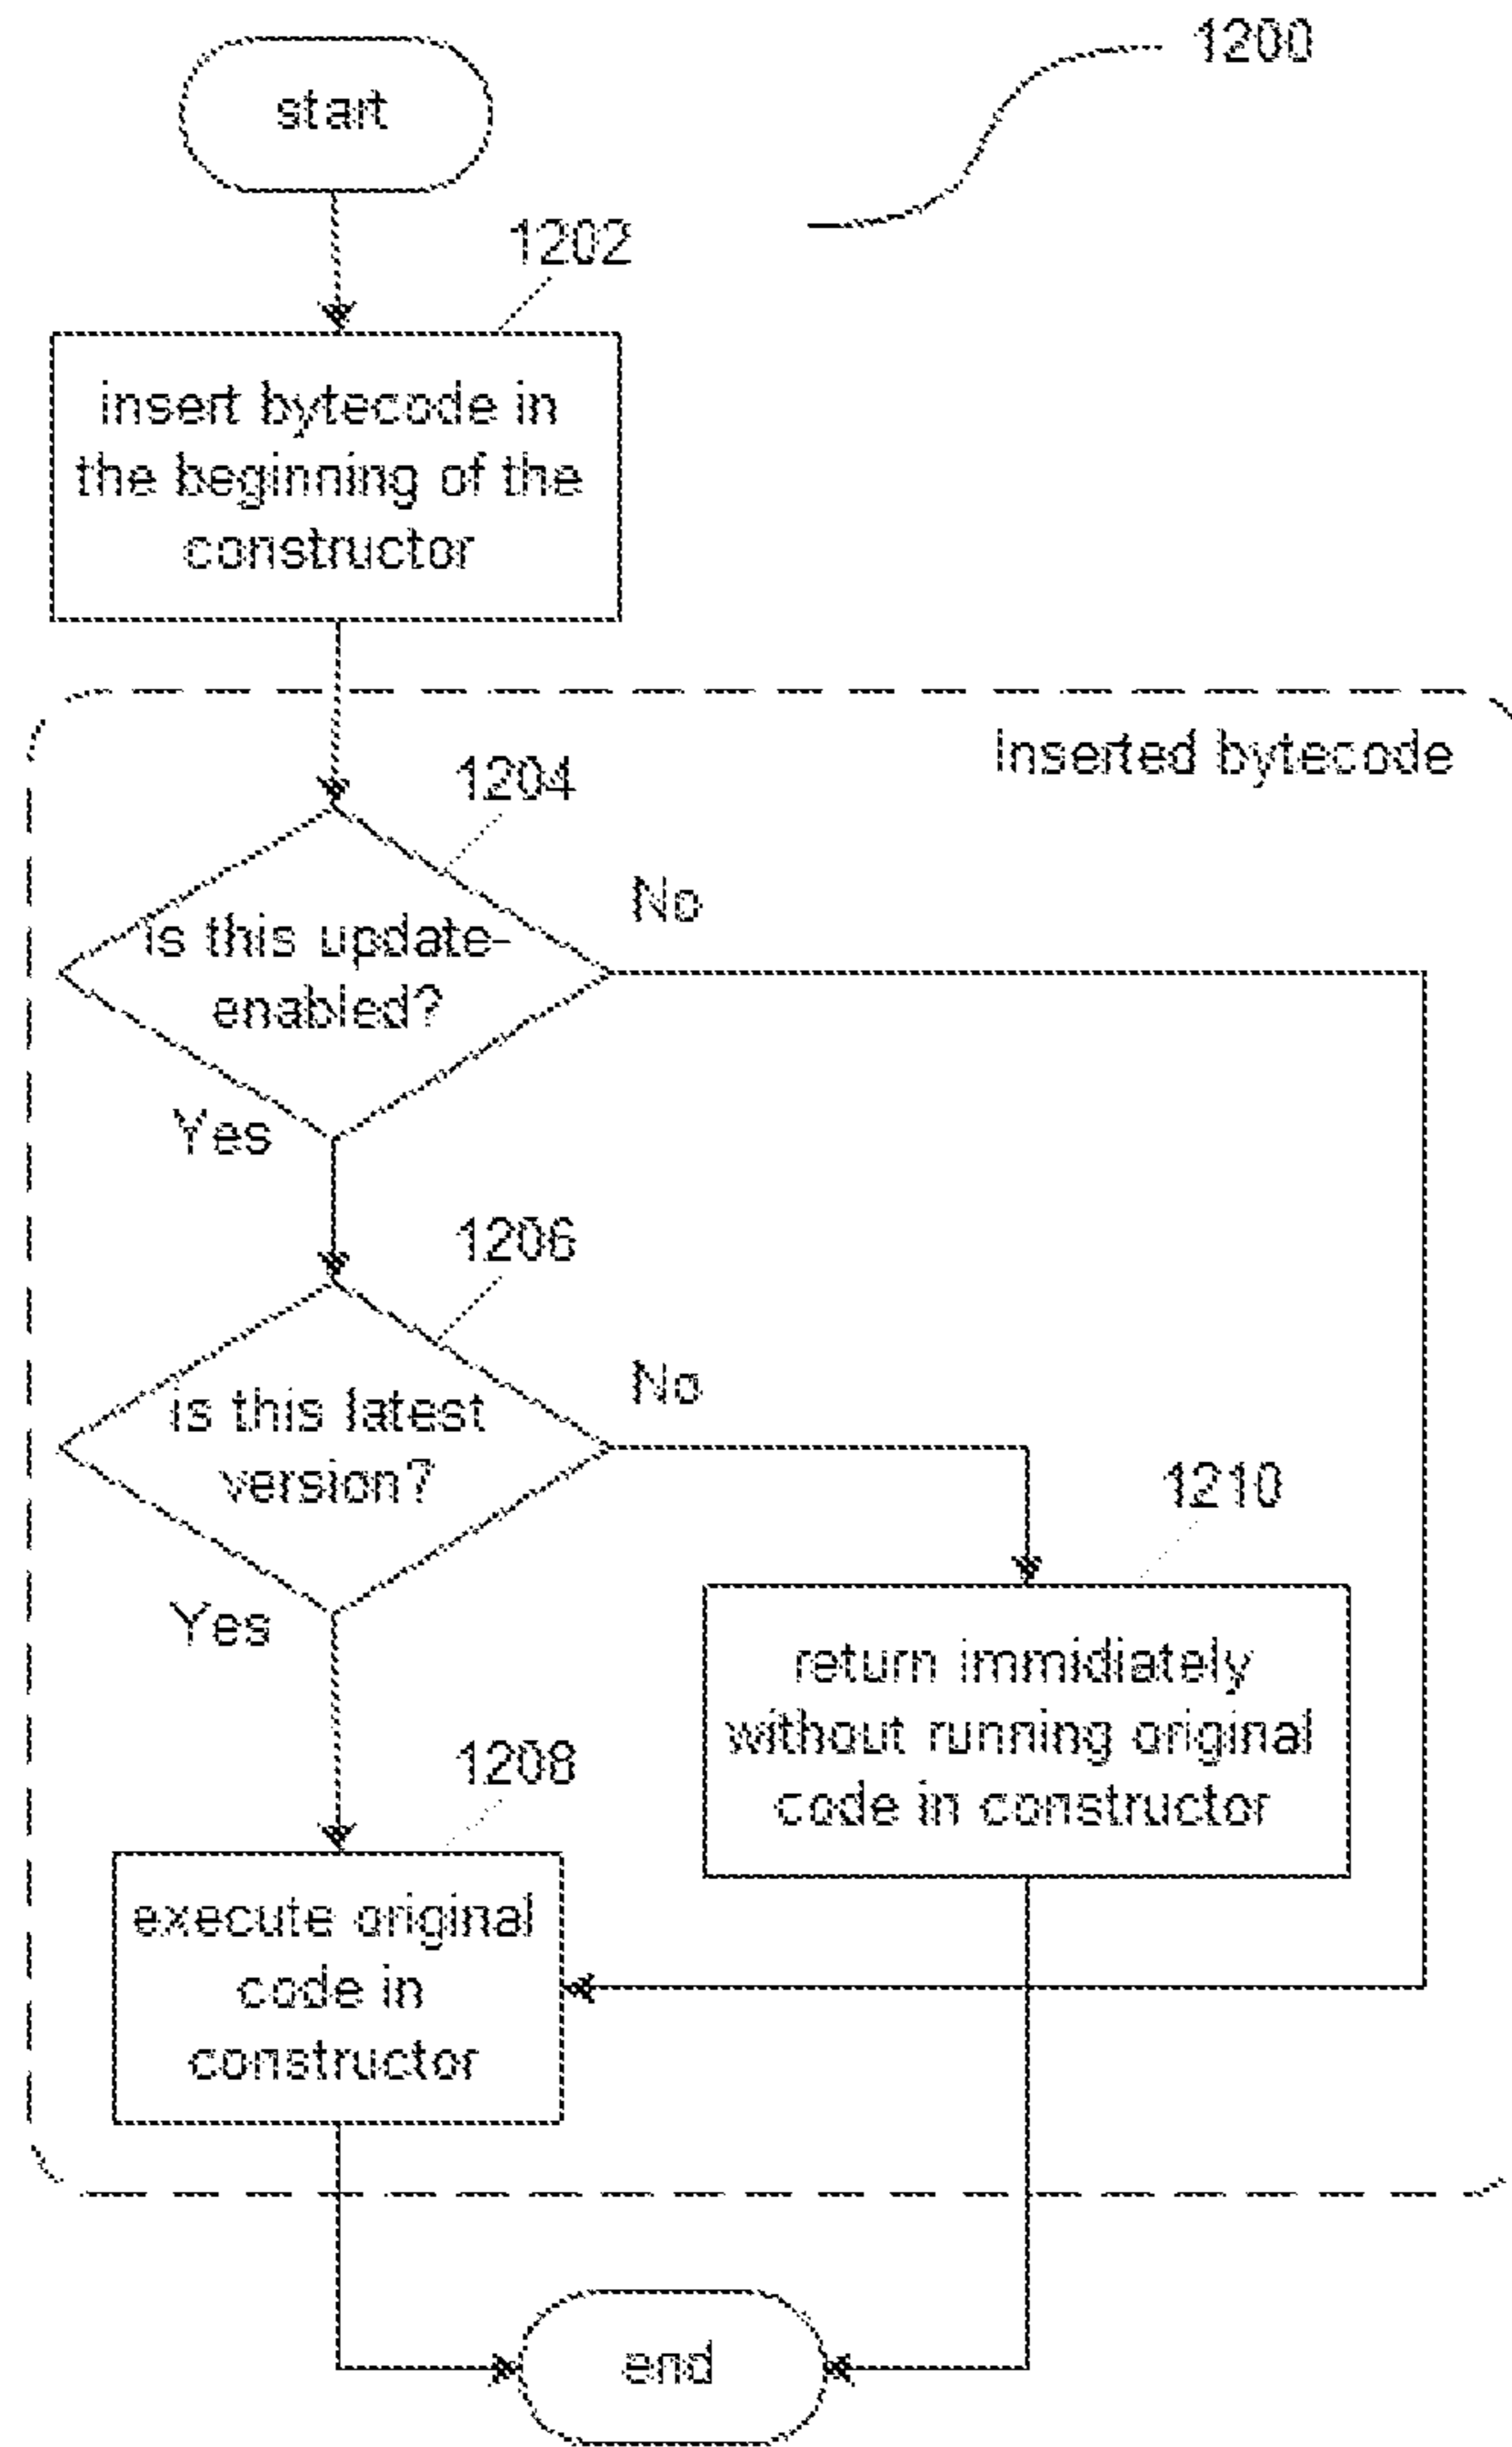 1200
start
1202
insert bytecode in
the beginning of the
constructor
Inserted bytecode
1204
No
is this update-
enabled?
Yes
1206
No
is this latest
version?
1210
Yes
return immidiately
without running original
code in constructor
1208
execute original
code in
constructor
end